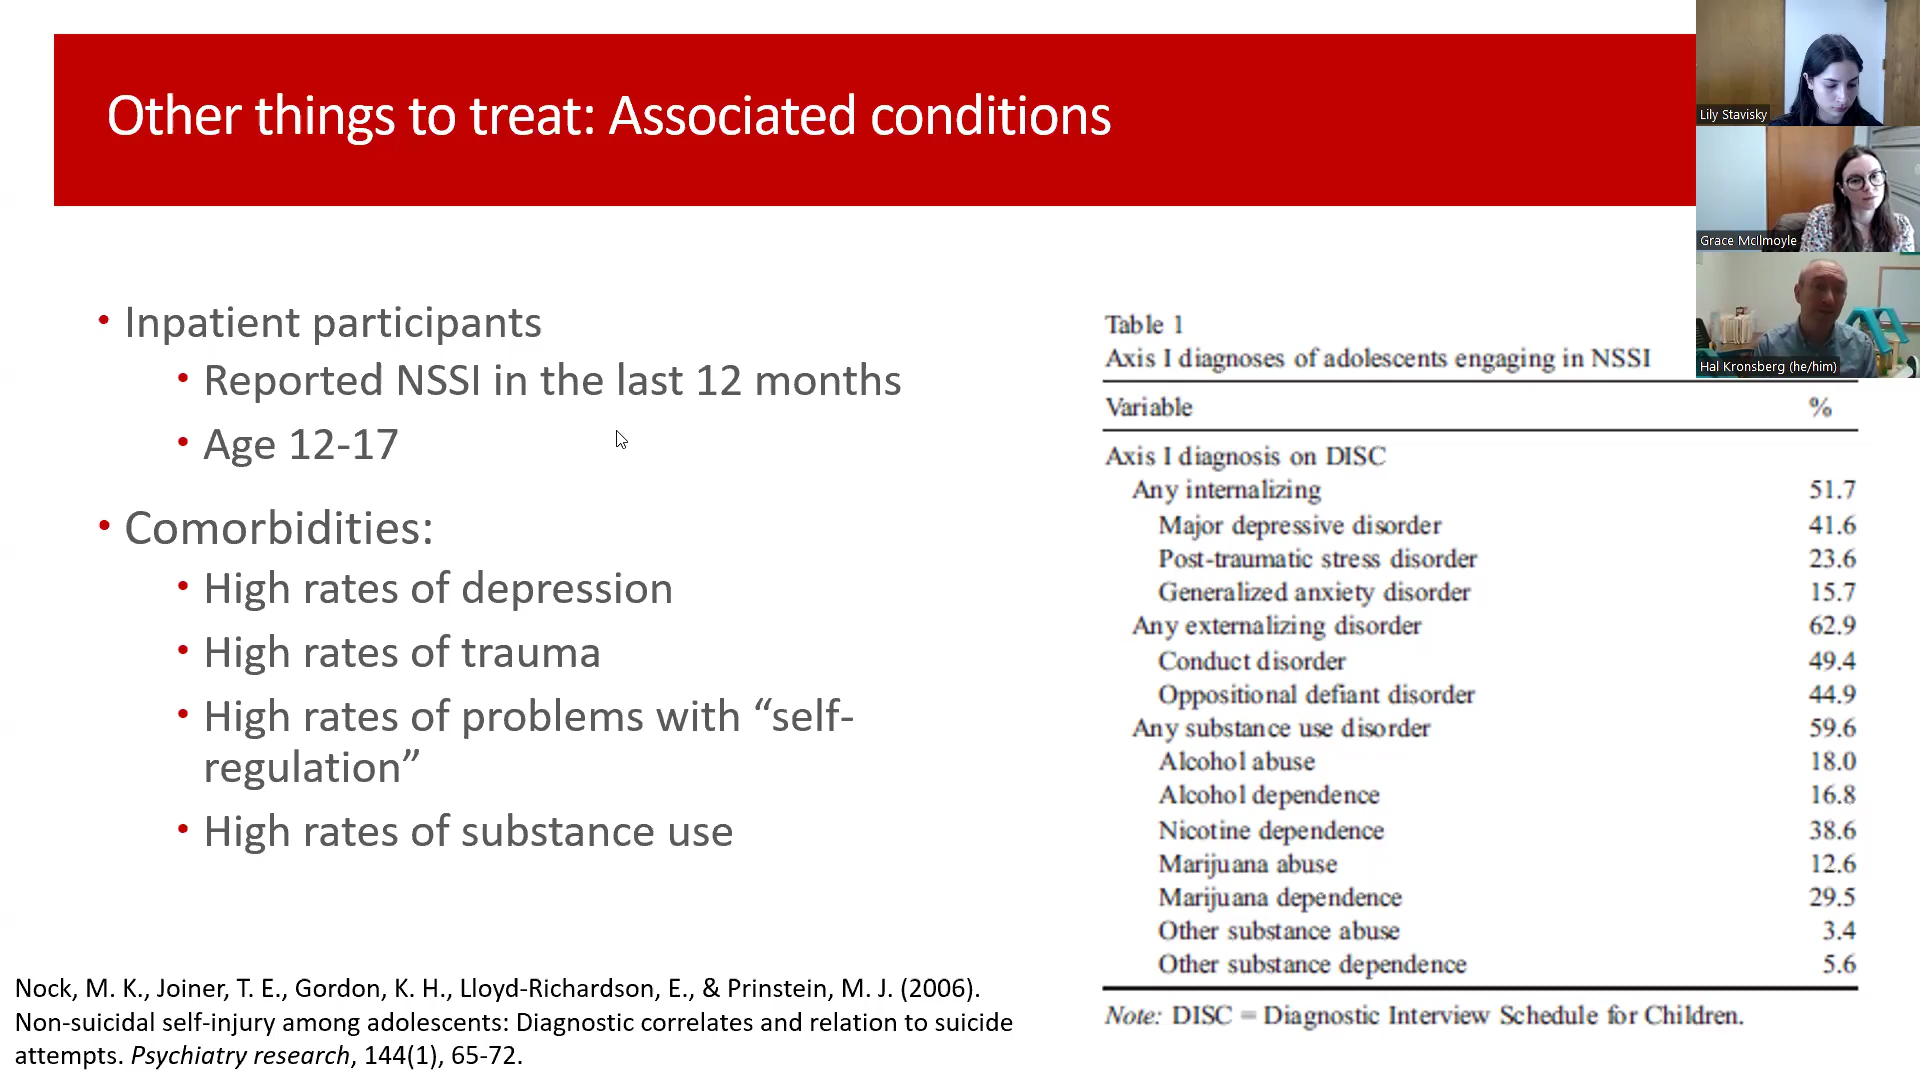 Other things to treat: Associated conditions
Lily Stavisky
Grace McIlmoyle
Hal Kronsberg (he/him)
• Inpatient participants
• Reported NSSI in the last 12 months
• Age 12-17
• Comorbidities:
• High rates of depression
• High rates of trauma
• High rates of problems with “self-
regulation”
• High rates of substance use
Table 1
Axis I diagnoses of adolescents engaging in NSSI
Variable %
Axis I diagnosis on DISC
Any internalizing 51.7
Major depressive disorder 41.6
Post-traumatic stress disorder 23.6
Generalized anxiety disorder 15.7
Any externalizing disorder 62.9
Conduct disorder 49.4
Oppositional defiant disorder 44.9
Any substance use disorder 59.6
Alcohol abuse 18.0
Alcohol dependence 16.8
Nicotine dependence 38.6
Marijuana abuse 12.6
Marijuana dependence 29.5
Other substance abuse 3.4
Other substance dependence 5.6
Note: DISC = Diagnostic Interview Schedule for Children.
Nock, M. K., Joiner, T. E., Gordon, K. H., Lloyd-Richardson, E., & Prinstein, M. J. (2006).
Non-suicidal self-injury among adolescents: Diagnostic correlates and relation to suicide
attempts. Psychiatry research, 144(1), 65-72.